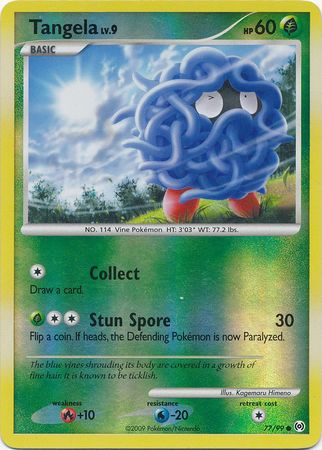 Tangela LV.9 HP 60
BASIC
NO. 114 Vine Pokémon HT: 3'03" WT: 77.2 lbs.
Collect
Draw a card.
Stun Spore 30
Flip a coin. If heads, the Defending Pokémon is now Paralyzed.
The blue vines shrouding its body are covered in a growth of
fine hair. It is known to be ticklish.
Illus. Kagemaru Himeno
weakness resistance retreat cost
+10 -20
77/99
©2009 Pokémon/Nintendo